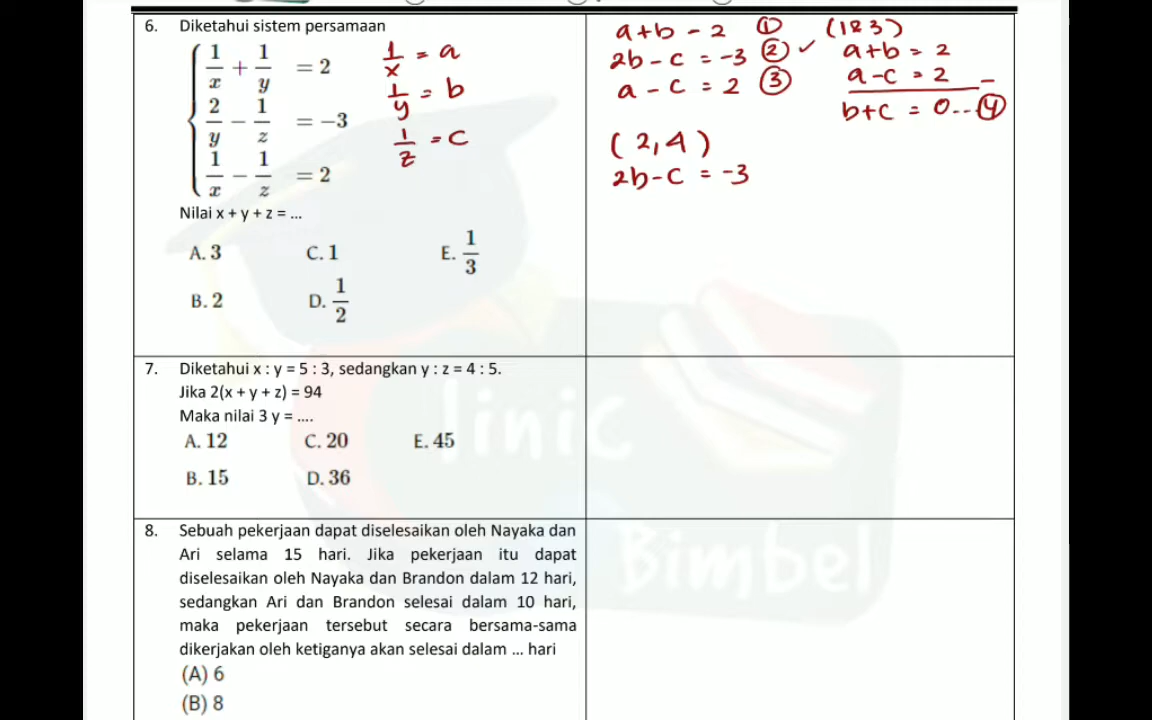 6. Diketahui sistem persamaan
1/x + 1/y = 2
2/y - 1/z = -3
1/x - 1/z = 2
1/x = a
1/y = b
1/z = c
Nilai x + y + z = ...
A. 3 C. 1 E. 1/3
B. 2 D. 1/2
a + b - 2 ①
2b - c = -3 ② ✓
a - c = 2 ③
(1&3)
a + b = 2
a - c = 2 -
b + c = 0 .. ④
(2,4)
2b - c = -3
7. Diketahui x : y = 5 : 3, sedangkan y : z = 4 : 5.
Jika 2(x + y + z) = 94
Maka nilai 3 y = ....
A. 12 C. 20 E. 45
B. 15 D. 36
8. Sebuah pekerjaan dapat diselesaikan oleh Nayaka dan
Ari selama 15 hari. Jika pekerjaan itu dapat
diselesaikan oleh Nayaka dan Brandon dalam 12 hari,
sedangkan Ari dan Brandon selesai dalam 10 hari,
maka pekerjaan tersebut secara bersama-sama
dikerjakan oleh ketiganya akan selesai dalam ... hari
(A) 6
(B) 8
linic
Bimbel